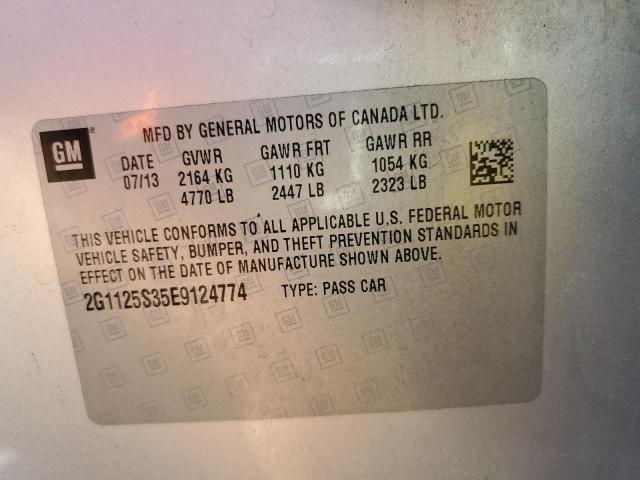 GM®
MFD BY GENERAL MOTORS OF CANADA LTD.
DATE GVWR GAWR FRT GAWR RR
07/13 2164 KG 1110 KG 1054 KG
4770 LB 2447 LB 2323 LB
THIS VEHICLE CONFORMS TO ALL APPLICABLE U.S. FEDERAL MOTOR
VEHICLE SAFETY, BUMPER, AND THEFT PREVENTION STANDARDS IN
EFFECT ON THE DATE OF MANUFACTURE SHOWN ABOVE.
2G1125S35E9124774 TYPE: PASS CAR